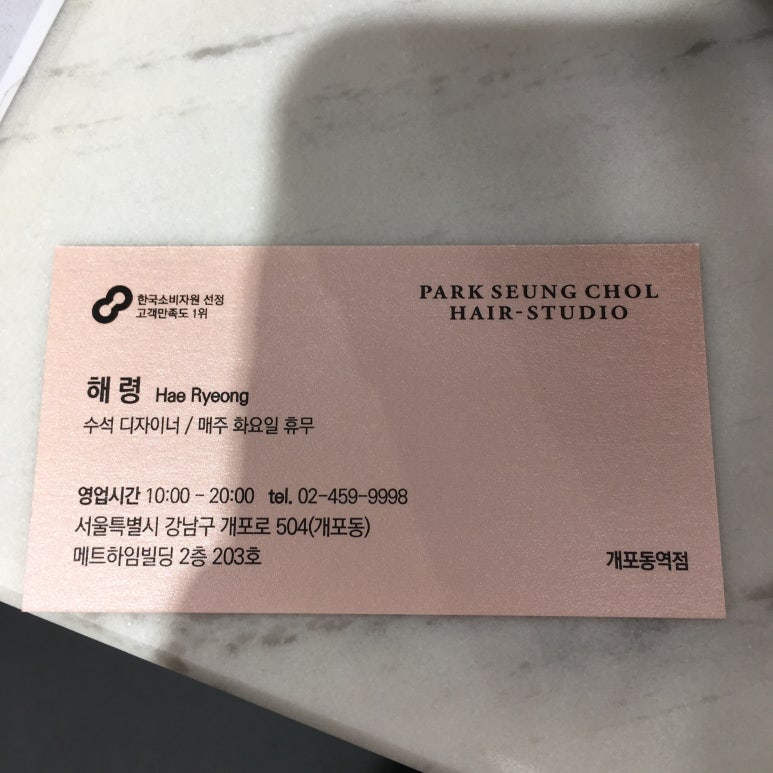 한국소비자원 선정
고객만족도 1위
PARK SEUNG CHOL
HAIR-STUDIO
해령 Hae Ryeong
수석 디자이너 / 매주 화요일 휴무
영업시간 10:00 - 20:00 tel. 02-459-9998
서울특별시 강남구 개포로 504(개포동)
메트하임빌딩 2층 203호
개포동역점